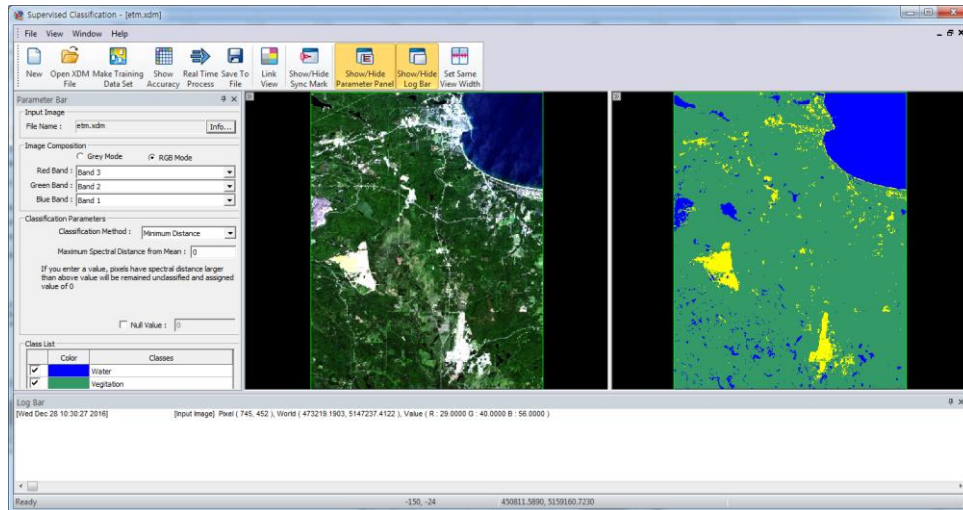 Supervised Classification - [etm.xdm]
File View Window Help
New Open XDM File Make Training Data Set Show Accuracy Real Time Process Save To File Link View Show/Hide Sync Mark Show/Hide Parameter Panel Show/Hide Log Bar Set Same View Width
Parameter Bar
Input Image
File Name : etm.xdm Info...
Image Composition
Grey Mode RGB Mode
Red Band : Band 3
Green Band : Band 2
Blue Band : Band 1
Classification Parameters
Classification Method : Minimum Distance
Maximum Spectral Distance from Mean : 0
If you enter a value, pixels have spectral distance larger
than above value will be remained unclassified and assigned
value of 0
Null Value : 0
Class List
Color Classes
Water
Vegitation
Log Bar
[Wed Dec 28 10:30:27 2016] [Input Image] Pixel ( 745, 452 ), World ( 473219.1903, 5147237.4122 ), Value ( R : 29.0000 G : 40.0000 B : 56.0000 )
Ready -150, -24 450811.5890, 5159160.7230